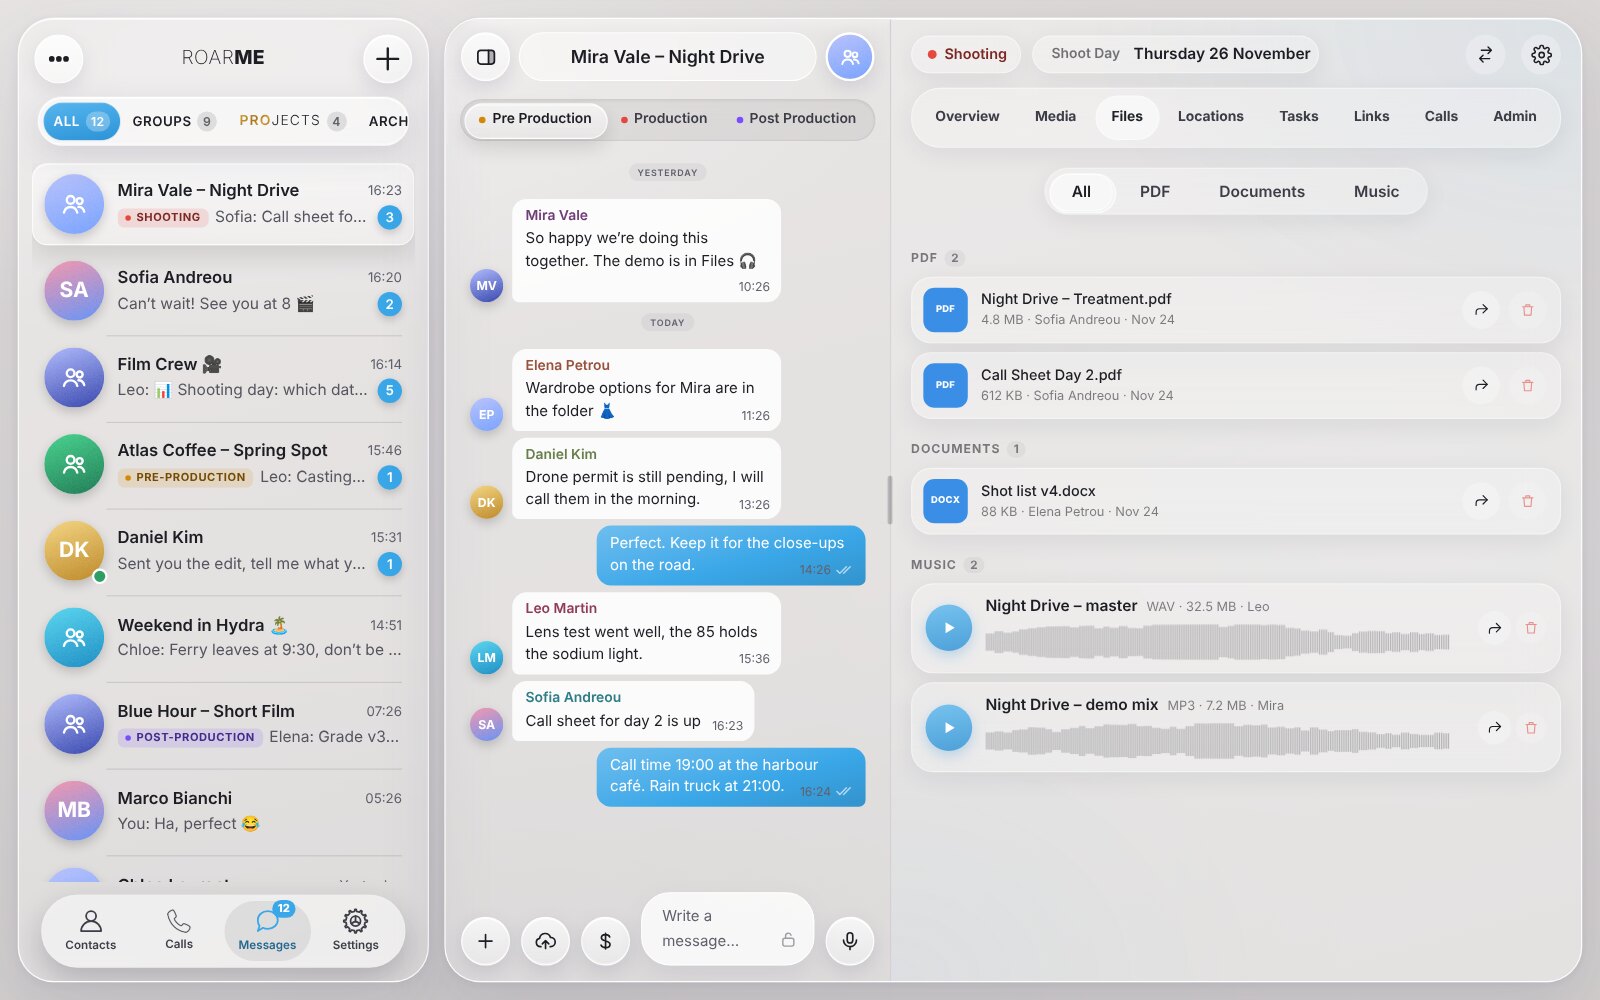 ROARME
ALL 12
GROUPS 9
PROJECTS 4
ARCH
Mira Vale – Night Drive 16:23
SHOOTING Sofia: Call sheet fo... 3
SA
Sofia Andreou 16:20
Can’t wait! See you at 8 🎬 2
Film Crew 🎥 16:14
Leo: 📊 Shooting day: which dat... 5
Atlas Coffee – Spring Spot 15:46
PRE-PRODUCTION Leo: Casting... 1
DK
Daniel Kim 15:31
Sent you the edit, tell me what y... 1
Weekend in Hydra 🏝️ 14:51
Chloe: Ferry leaves at 9:30, don’t be ...
Blue Hour – Short Film 07:26
POST-PRODUCTION Elena: Grade v3...
MB
Marco Bianchi 05:26
You: Ha, perfect 😂
Contacts
Calls
12
Messages
Settings
Mira Vale – Night Drive
Pre Production
Production
Post Production
YESTERDAY
Mira Vale
So happy we’re doing this
together. The demo is in Files 🎧
10:26
MV
TODAY
Elena Petrou
Wardrobe options for Mira are in
the folder 👗 11:26
EP
Daniel Kim
Drone permit is still pending, I will
call them in the morning. 13:26
DK
Perfect. Keep it for the close-ups
on the road. 14:26
Leo Martin
Lens test went well, the 85 holds
the sodium light. 15:36
LM
Sofia Andreou
Call sheet for day 2 is up 16:23
SA
Call time 19:00 at the harbour
café. Rain truck at 21:00. 16:24
$
Write a
message...
Shooting
Shoot Day Thursday 26 November
Overview
Media
Files
Locations
Tasks
Links
Calls
Admin
All
PDF
Documents
Music
PDF 2
PDF
Night Drive – Treatment.pdf
4.8 MB · Sofia Andreou · Nov 24
PDF
Call Sheet Day 2.pdf
612 KB · Sofia Andreou · Nov 24
DOCUMENTS 1
DOCX
Shot list v4.docx
88 KB · Elena Petrou · Nov 24
MUSIC 2
Night Drive – master WAV · 32.5 MB · Leo
Night Drive – demo mix MP3 · 7.2 MB · Mira